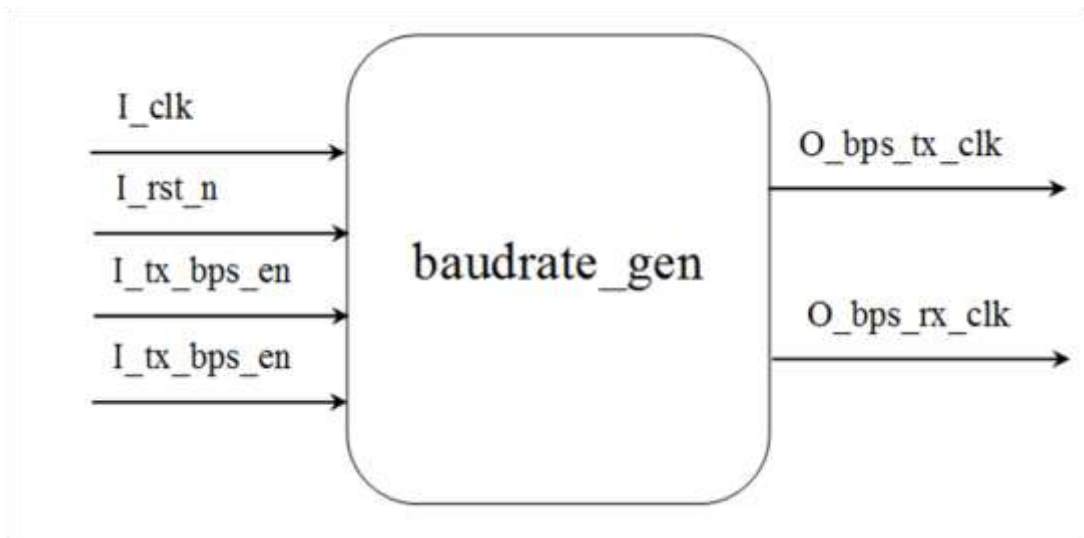 I_clk
I_rst_n
I_tx_bps_en
I_tx_bps_en
baudrate_gen
O_bps_tx_clk
O_bps_rx_clk